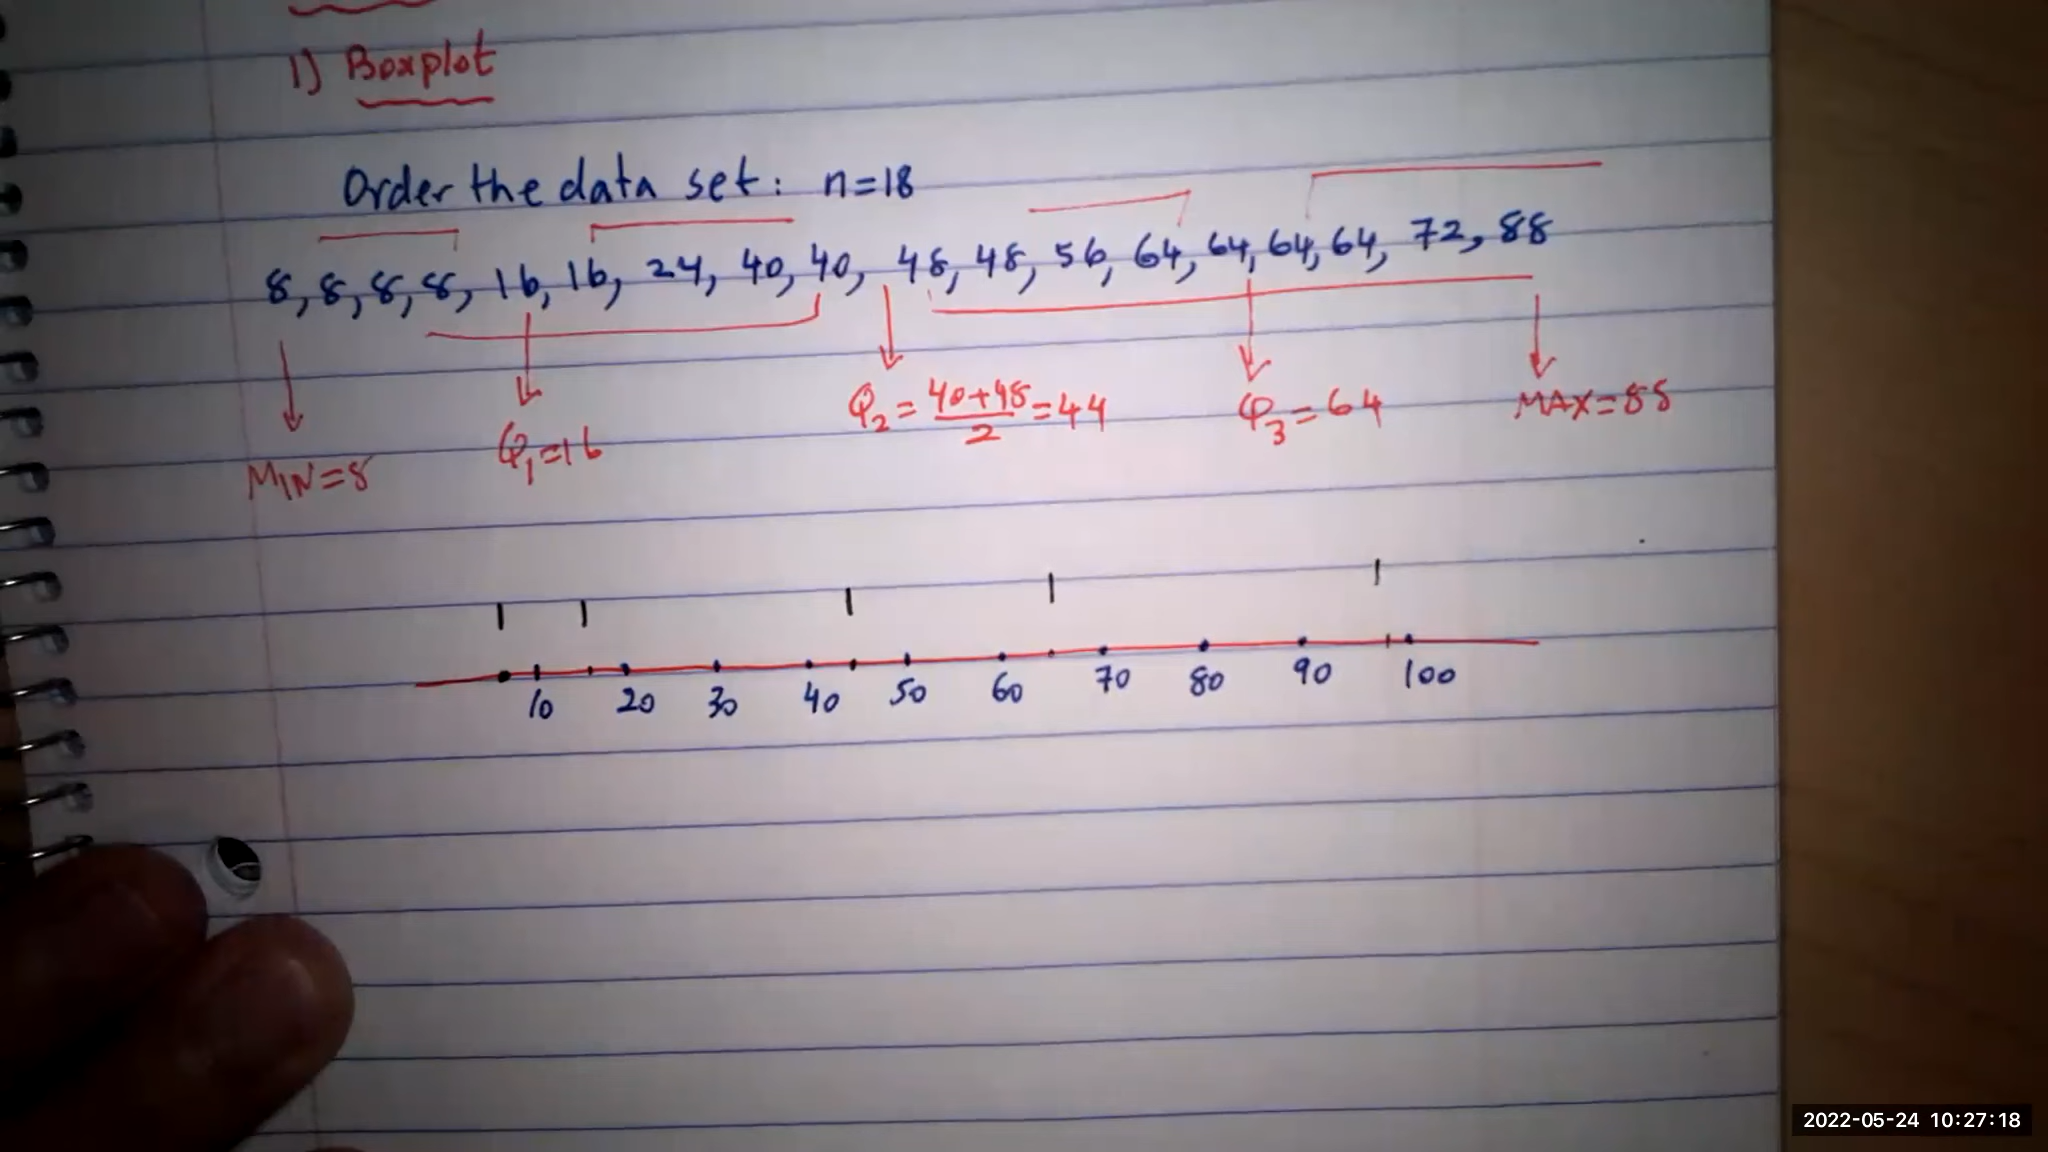 1) Boxplot
Order the data set: n=18
8, 8, 8, 8, 16, 16, 24, 40, 40, 48, 48, 56, 64, 64, 64, 64, 72, 88
MIN=8 Q1=16 Q2=40+48/2=44 Q3=64 MAX=88
10 20 30 40 50 60 70 80 90 100
2022-05-24 10:27:18